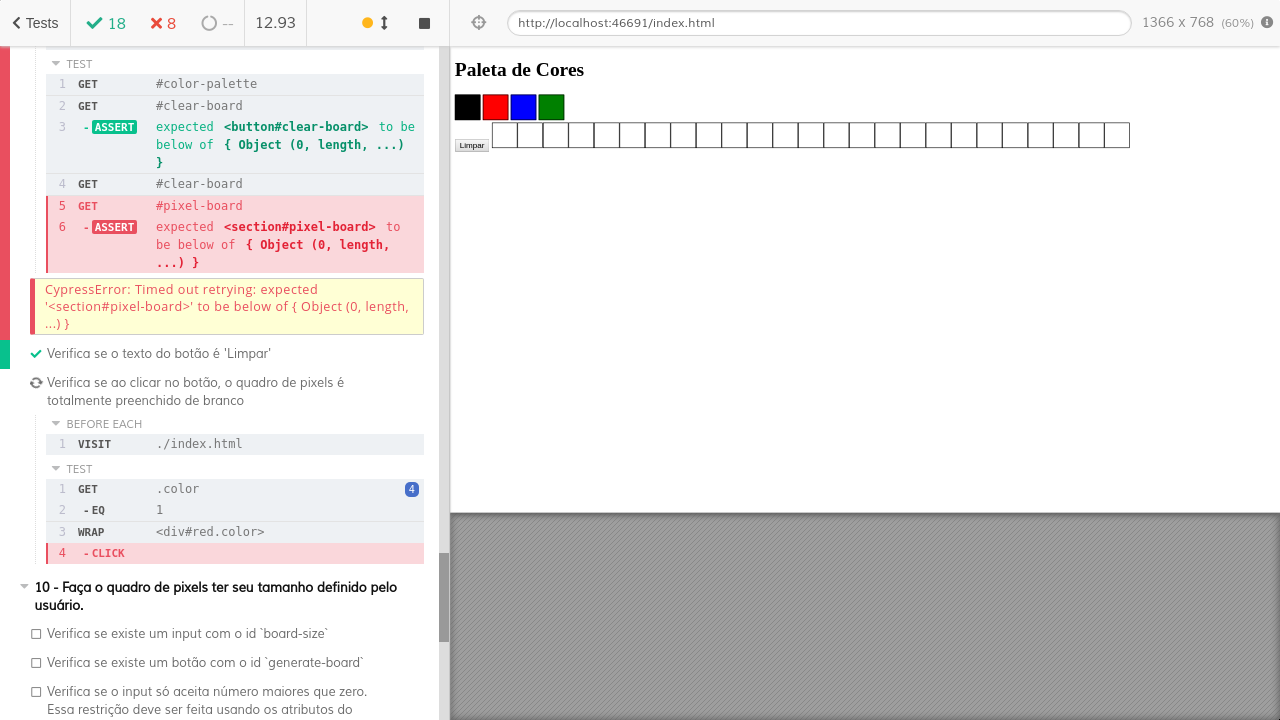 Tests
18
8
--
12.93
http://localhost:46691/index.html
1366 x 768 (60%)
TEST
1 GET #color-palette
2 GET #clear-board
3 - ASSERT expected <button#clear-board> to be
below of { Object (0, length, ...)
}
4 GET #clear-board
5 GET #pixel-board
6 - ASSERT expected <section#pixel-board> to
be below of { Object (0, length,
...) }
CypressError: Timed out retrying: expected
'<section#pixel-board>' to be below of { Object (0, length,
...) }
Verifica se o texto do botão é 'Limpar'
Verifica se ao clicar no botão, o quadro de pixels é
totalmente preenchido de branco
BEFORE EACH
1 VISIT ./index.html
TEST
1 GET .color 4
2 - EQ 1
3 WRAP <div#red.color>
4 - CLICK
10 - Faça o quadro de pixels ter seu tamanho definido pelo
usuário.
Verifica se existe um input com o id `board-size`
Verifica se existe um botão com o id `generate-board`
Verifica se o input só aceita número maiores que zero.
Essa restrição deve ser feita usando os atributos do
Paleta de Cores
Limpar